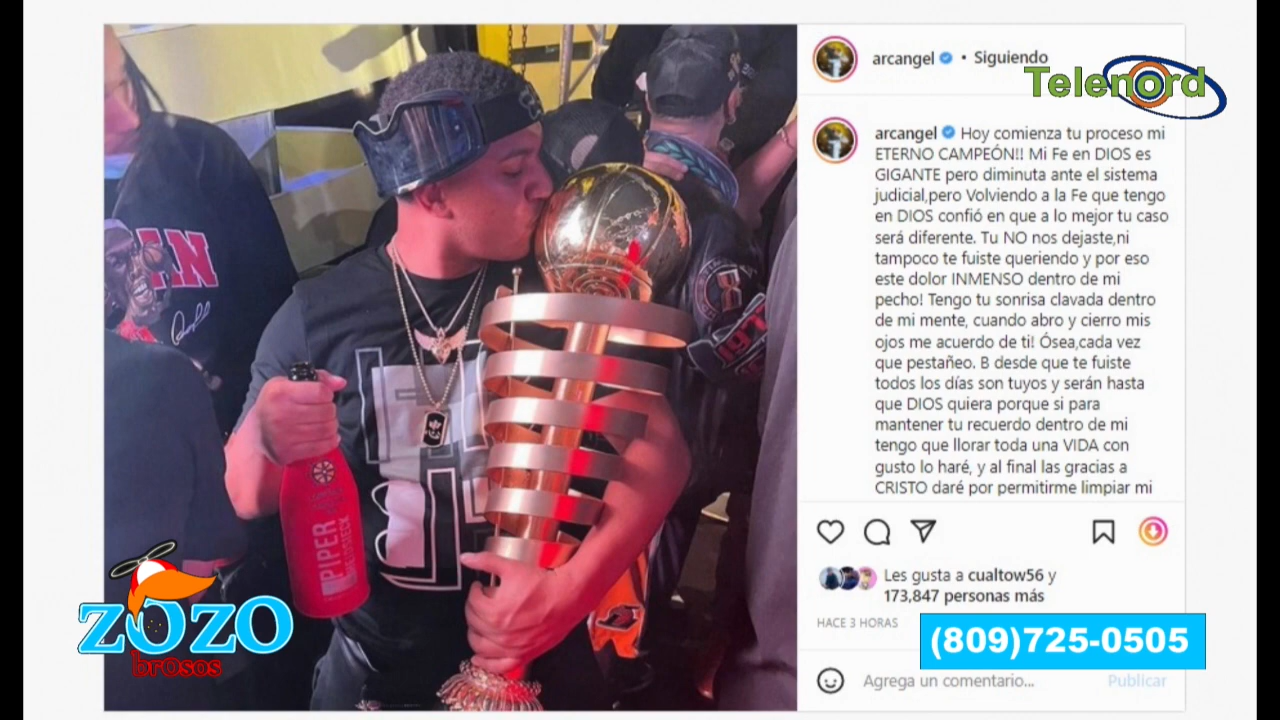 arcangel • Siguiendo
Telenord
arcangel Hoy comienza tu proceso mi
ETERNO CAMPEÓN!! Mi Fe en DIOS es
GIGANTE pero diminuta ante el sistema
judicial,pero Volviendo a la Fe que tengo
en DIOS confió en que a lo mejor tu caso
será diferente. Tu NO nos dejaste,ni
tampoco te fuiste queriendo y por eso
este dolor INMENSO dentro de mi
pecho! Tengo tu sonrisa clavada dentro
de mi mente, cuando abro y cierro mis
ojos me acuerdo de ti! Ósea,cada vez
que pestañeo. B desde que te fuiste
todos los días son tuyos y serán hasta
que DIOS quiera porque si para
mantener tu recuerdo dentro de mi
tengo que llorar toda una VIDA con
gusto lo haré, y al final las gracias a
CRISTO daré por permitirme limpiar mi
PIPER
Les gusta a cualtow56 y
173,847 personas más
HACE 3 HORAS
zozo
brOsos
(809)725-0505
Agrega un comentario...
Publicar